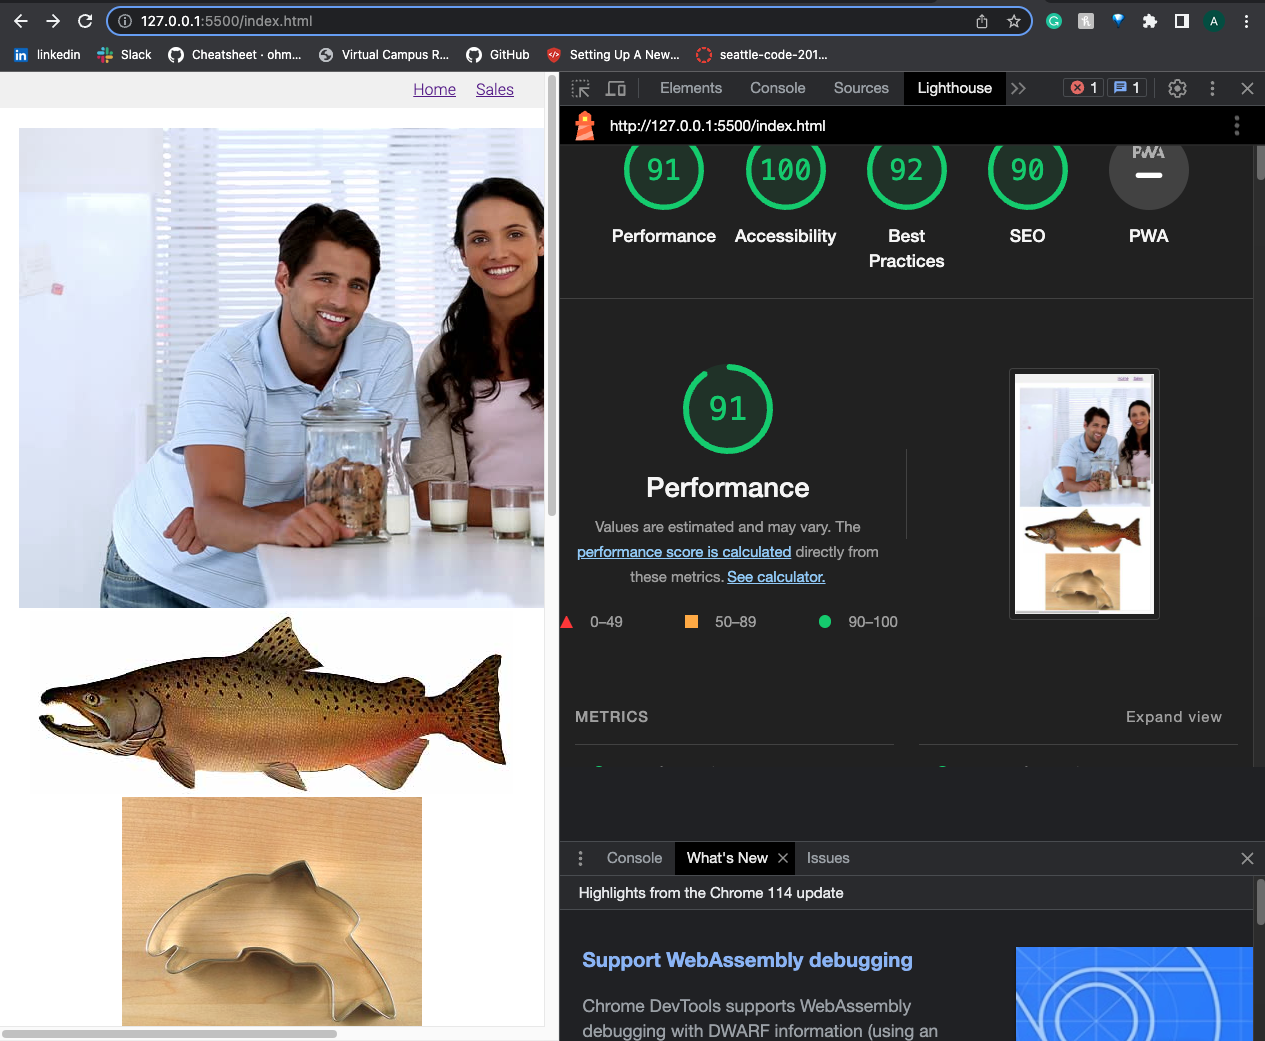 127.0.0.1:5500/index.html
A
linkedin
Slack
Cheatsheet · ohm...
Virtual Campus R...
GitHub
Setting Up A New...
seattle-code-201...
Home Sales
Elements Console Sources Lighthouse 1 1
http://127.0.0.1:5500/index.html
91 100 92 90 PWA
Performance Accessibility Best Practices SEO PWA
91
Performance
Values are estimated and may vary. The
performance score is calculated directly from
these metrics. See calculator.
0–49 50–89 90–100
METRICS Expand view
Console What's New Issues
Highlights from the Chrome 114 update
Support WebAssembly debugging
Chrome DevTools supports WebAssembly
debugging with DWARF information (using an